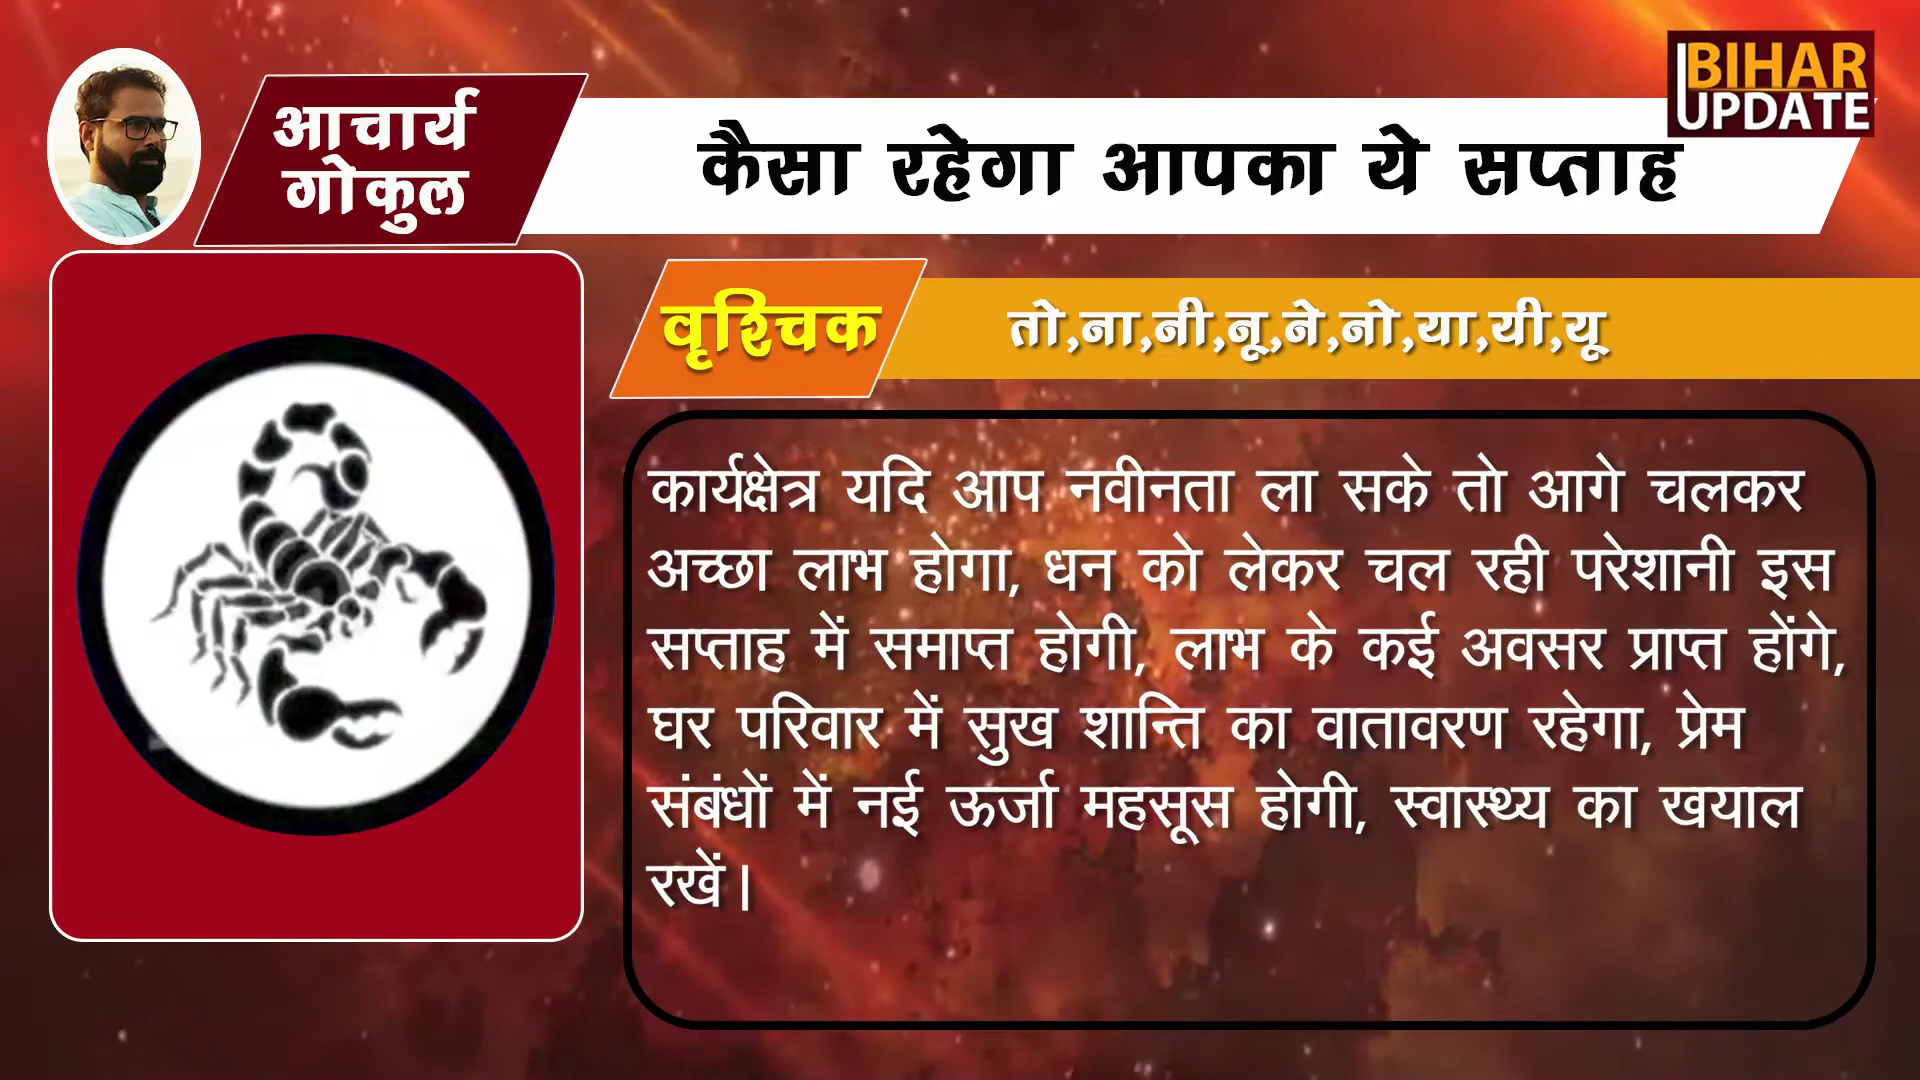 आचार्य
गोकुल
BIHAR
UPDATE
कैसा रहेगा आपका ये सप्ताह
वृश्चिक
तो,ना,नी,नू,ने,नो,या,यी,यू
कार्यक्षेत्र यदि आप नवीनता ला सके तो आगे चलकर
अच्छा लाभ होगा, धन को लेकर चल रही परेशानी इस
सप्ताह में समाप्त होगी, लाभ के कई अवसर प्राप्त होंगे,
घर परिवार में सुख शान्ति का वातावरण रहेगा, प्रेम
संबंधों में नई ऊर्जा महसूस होगी, स्वास्थ्य का खयाल
रखें।